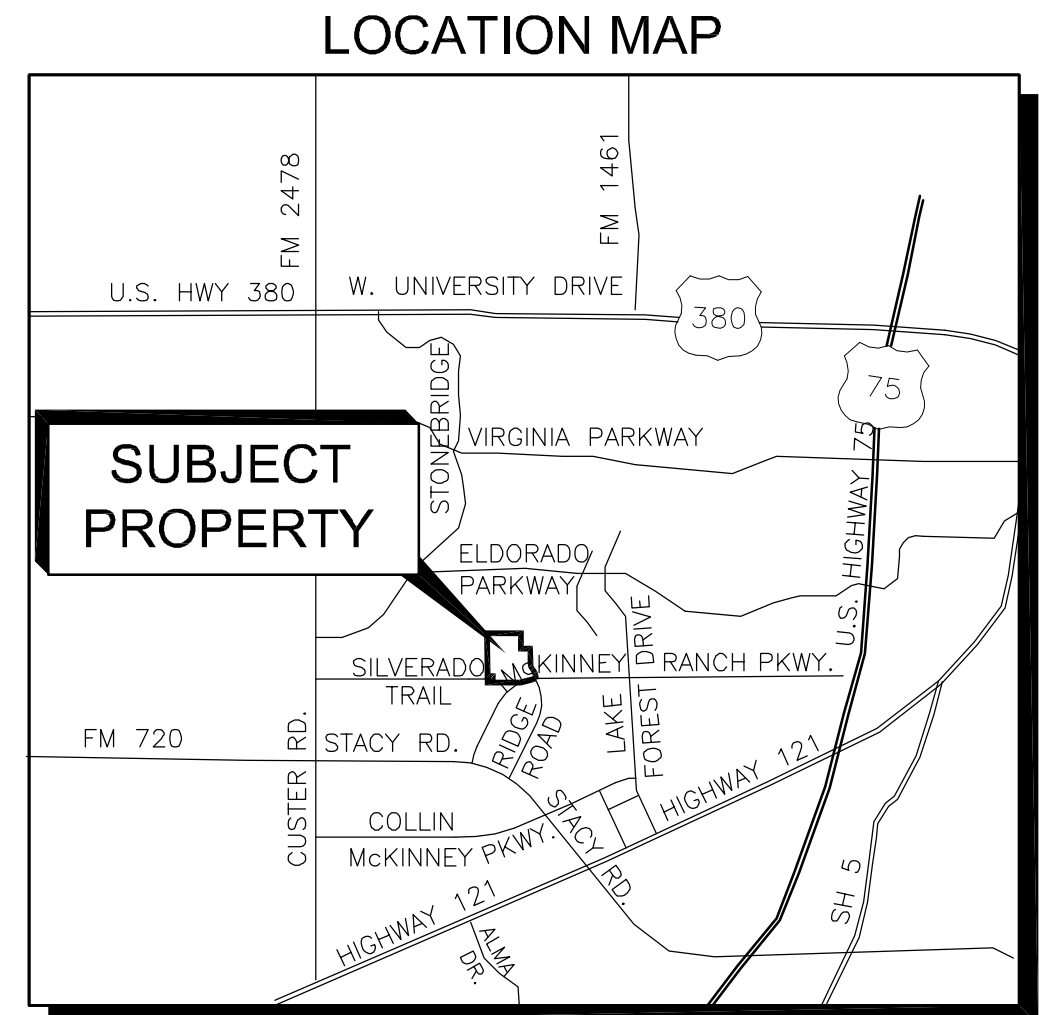 LOCATION MAP
FM 2478
FM 1461
U.S. HWY 380
W. UNIVERSITY DRIVE
380
75
STONEBRIDGE
VIRGINIA PARKWAY
SUBJECT
PROPERTY
U.S. HIGHWAY 75
ELDORADO
PARKWAY
SILVERADO
TRAIL
McKINNEY RANCH PKWY.
LAKE
FOREST DRIVE
RIDGE
ROAD
FM 720
STACY RD.
CUSTER RD.
COLLIN
McKINNEY PKWY.
STACY RD.
HIGHWAY 121
HIGHWAY 121
ALMA
DR.
SH 5